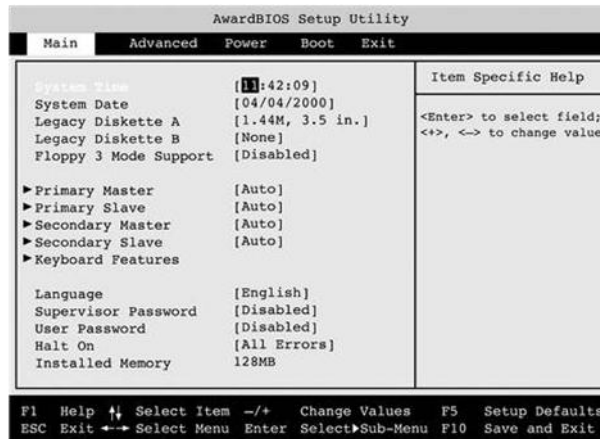 AwardBIOS Setup Utility
Main Advanced Power Boot Exit
System Time [11:42:09]
System Date [04/04/2000]
Legacy Diskette A [1.44M, 3.5 in.]
Legacy Diskette B [None]
Floppy 3 Mode Support [Disabled]
▶Primary Master [Auto]
▶Primary Slave [Auto]
▶Secondary Master [Auto]
▶Secondary Slave [Auto]
▶Keyboard Features
Language [English]
Supervisor Password [Disabled]
User Password [Disabled]
Halt On [All Errors]
Installed Memory 128MB
Item Specific Help
<Enter> to select field;
<+>, <-> to change value
F1 Help ↑↓ Select Item -/+ Change Values F5 Setup Defaults
ESC Exit ←→ Select Menu Enter Select▶Sub-Menu F10 Save and Exit